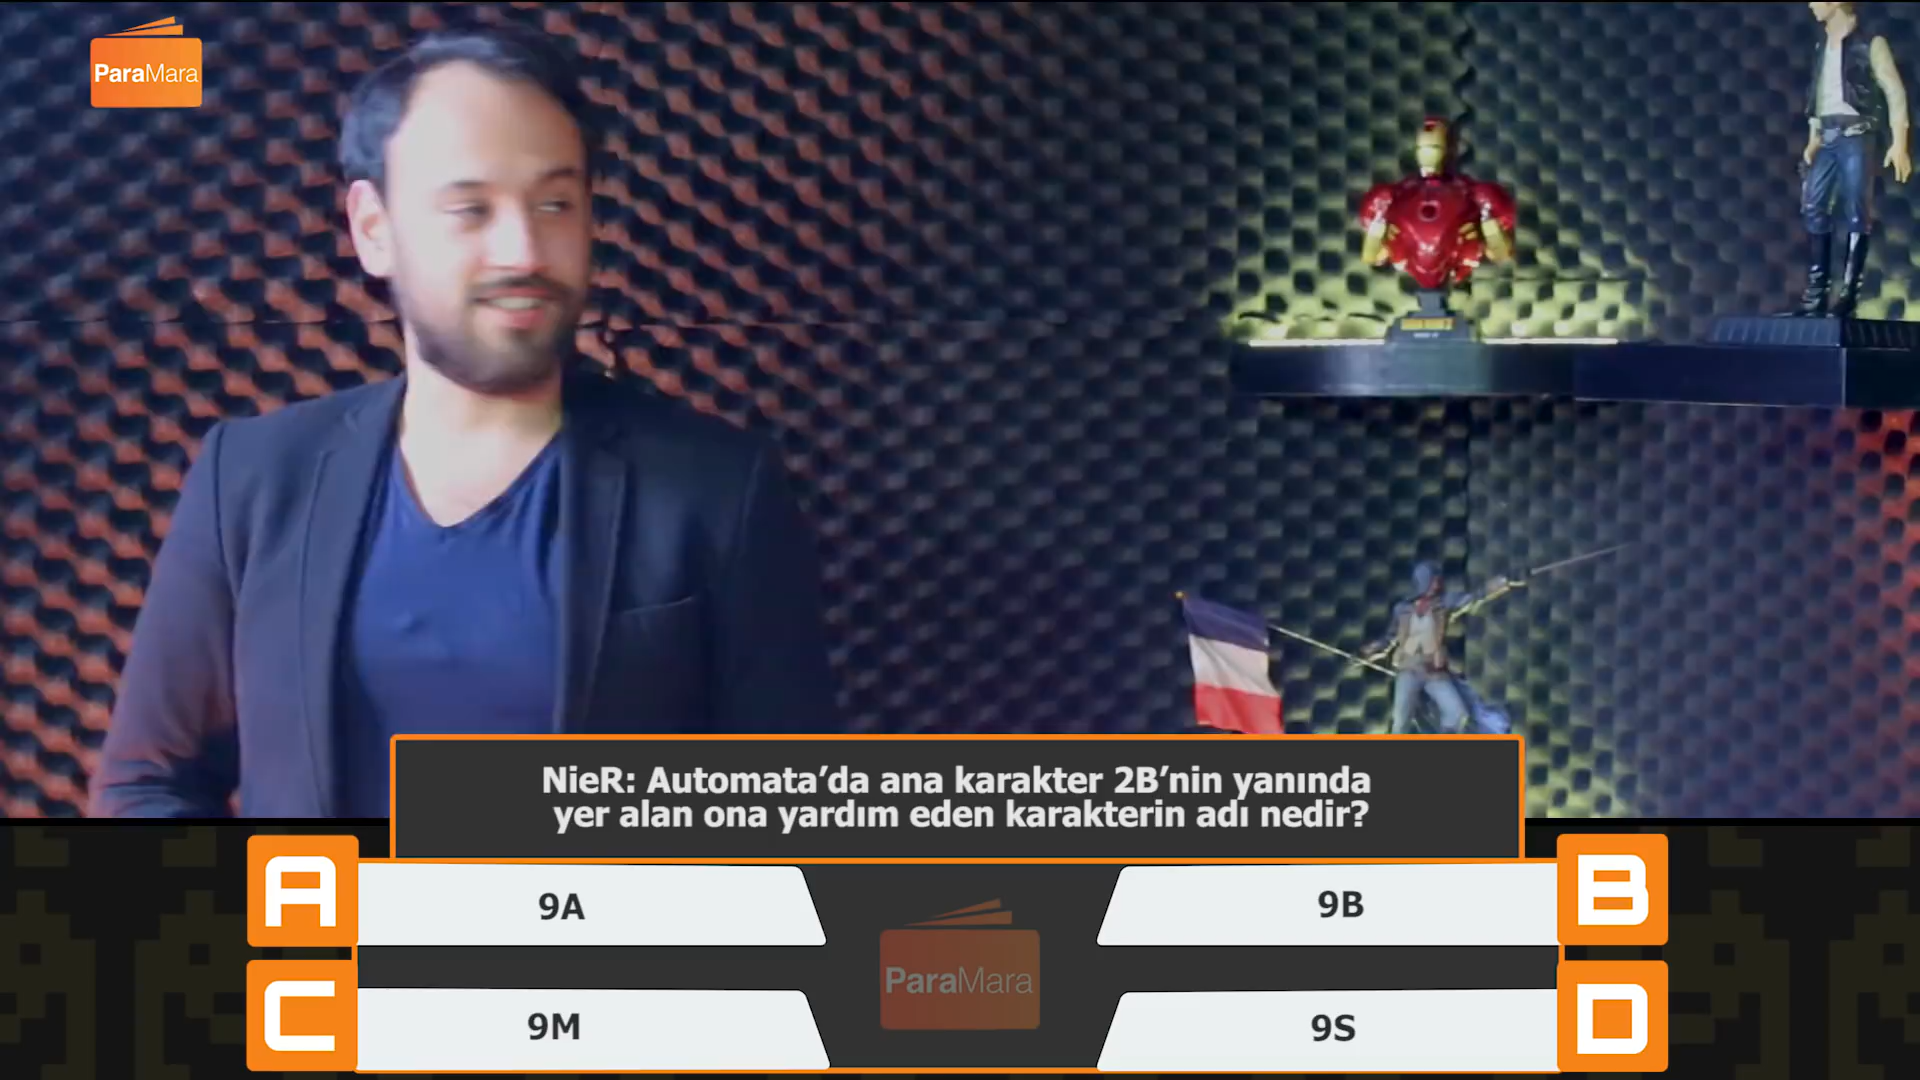 ParaMara
NieR: Automata’da ana karakter 2B’nin yanında
yer alan ona yardım eden karakterin adı nedir?
A 9A
B 9B
C 9M
D 9S
ParaMara